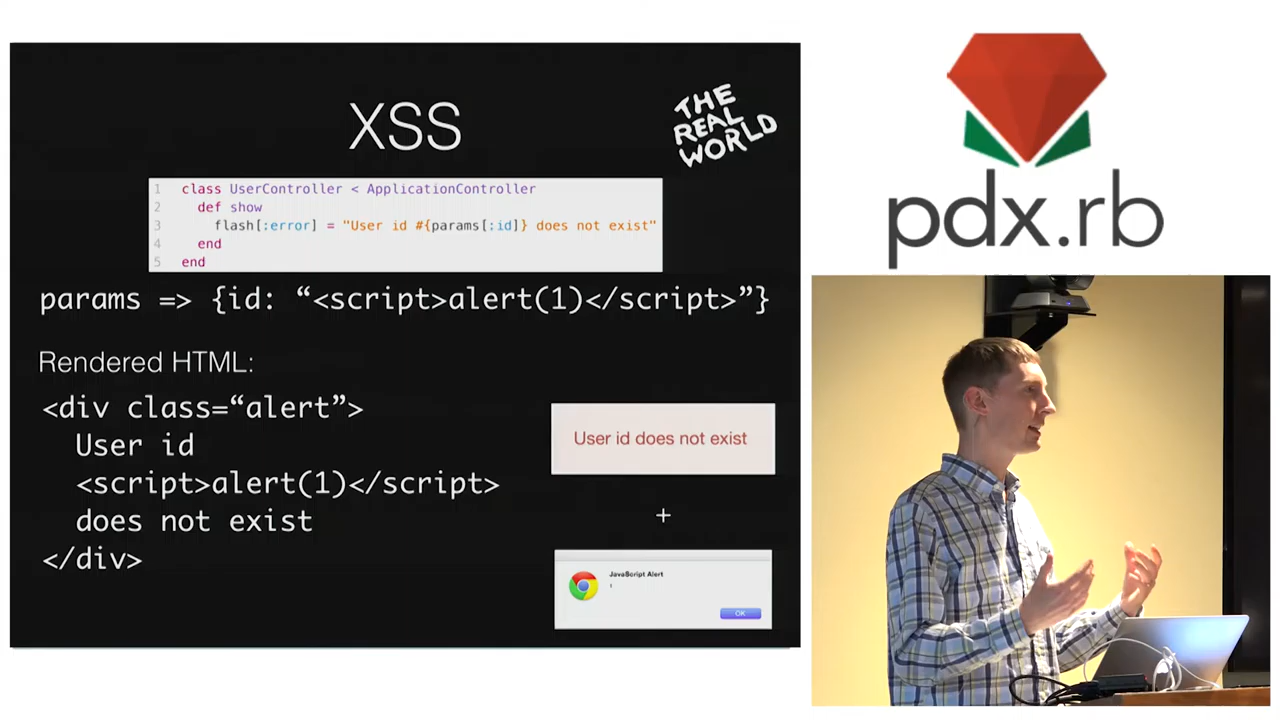 XSS
THE
REAL
WORLD
1 class UserController < ApplicationController
2 def show
3 flash[:error] = "User id #{params[:id]} does not exist"
4 end
5 end
params => {id: “<script>alert(1)</script>”}
Rendered HTML:
<div class=“alert”>
User id
<script>alert(1)</script>
does not exist
</div>
User id does not exist
+
JavaScript Alert
1
OK
pdx.rb